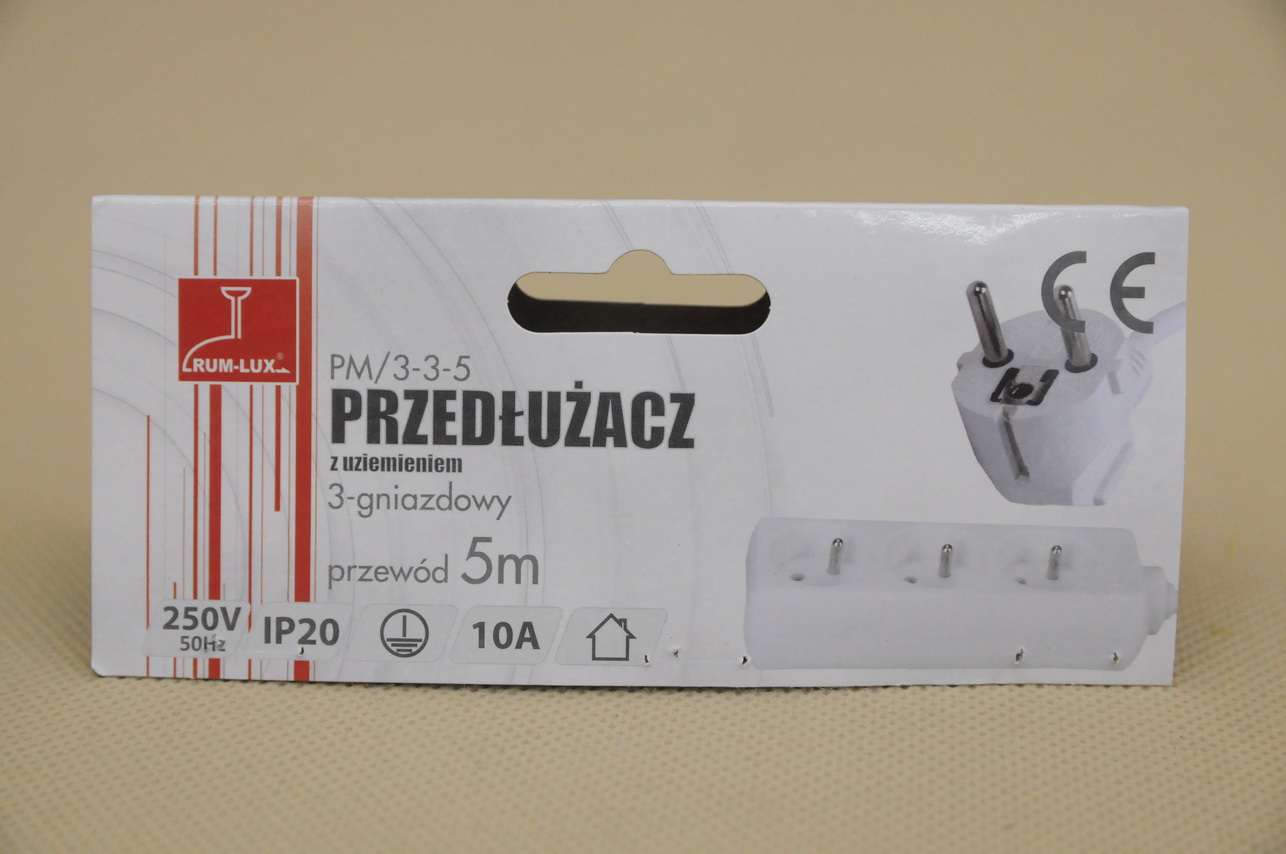 RUM-LUX®
PM/3-3-5
PRZEDŁUŻACZ
z uziemieniem
3-gniazdowy
przewód 5m
250V
50Hz
IP20
10A
CE